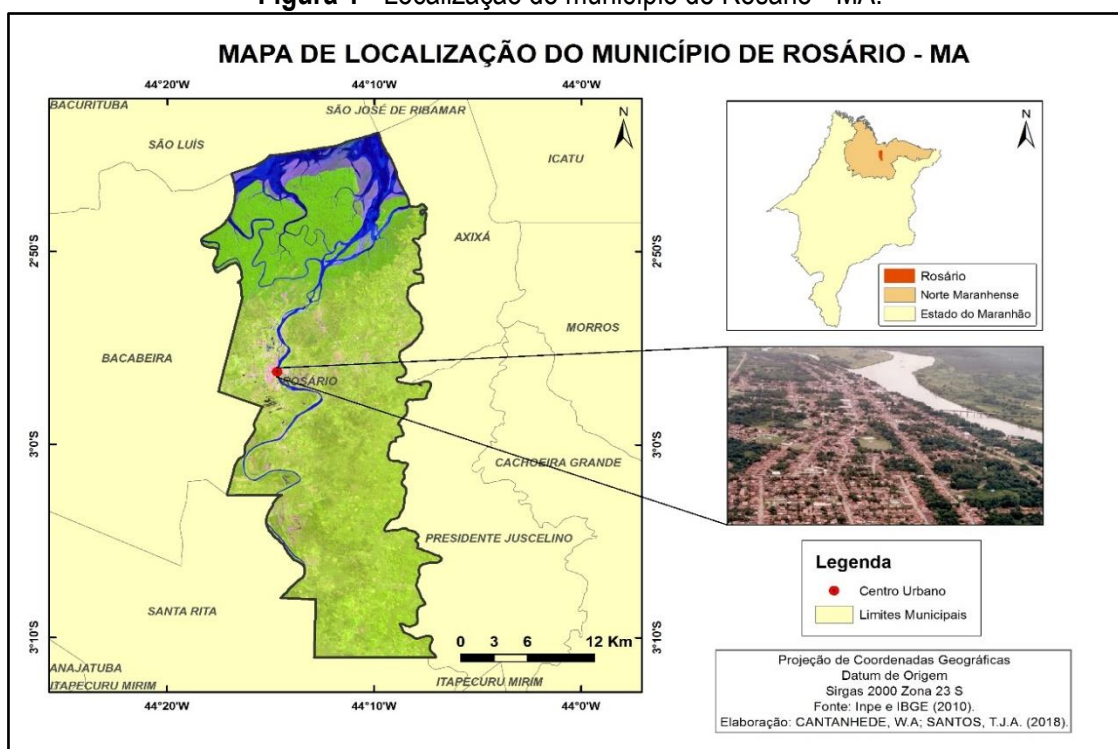 Figura 1 - Localização do município de Rosário - MA.
MAPA DE LOCALIZAÇÃO DO MUNICÍPIO DE ROSÁRIO - MA
44°20'W 44°10'W 44°0'W
BACURITUBA
SÃO JOSÉ DE RIBAMAR
N
SÃO LUÍS
ICATU
AXIXÁ
2°50'S
2°50'S
MORROS
BACABEIRA
ROSÁRIO
3°0'S
3°0'S
CACHOEIRA GRANDE
PRESIDENTE JUSCELINO
SANTA RITA
3°10'S
3°10'S
0 3 6 12 Km
ANAJATUBA
ITAPECURU MIRIM
ITAPECURU MIRIM
44°20'W 44°10'W 44°0'W
N
Rosário
Norte Maranhense
Estado do Maranhão
Legenda
Centro Urbano
Limites Municipais
Projeção de Coordenadas Geográficas
Datum de Origem
Sirgas 2000 Zona 23 S
Fonte: Inpe e IBGE (2010).
Elaboração: CANTANHEDE, W.A; SANTOS, T.J.A. (2018).